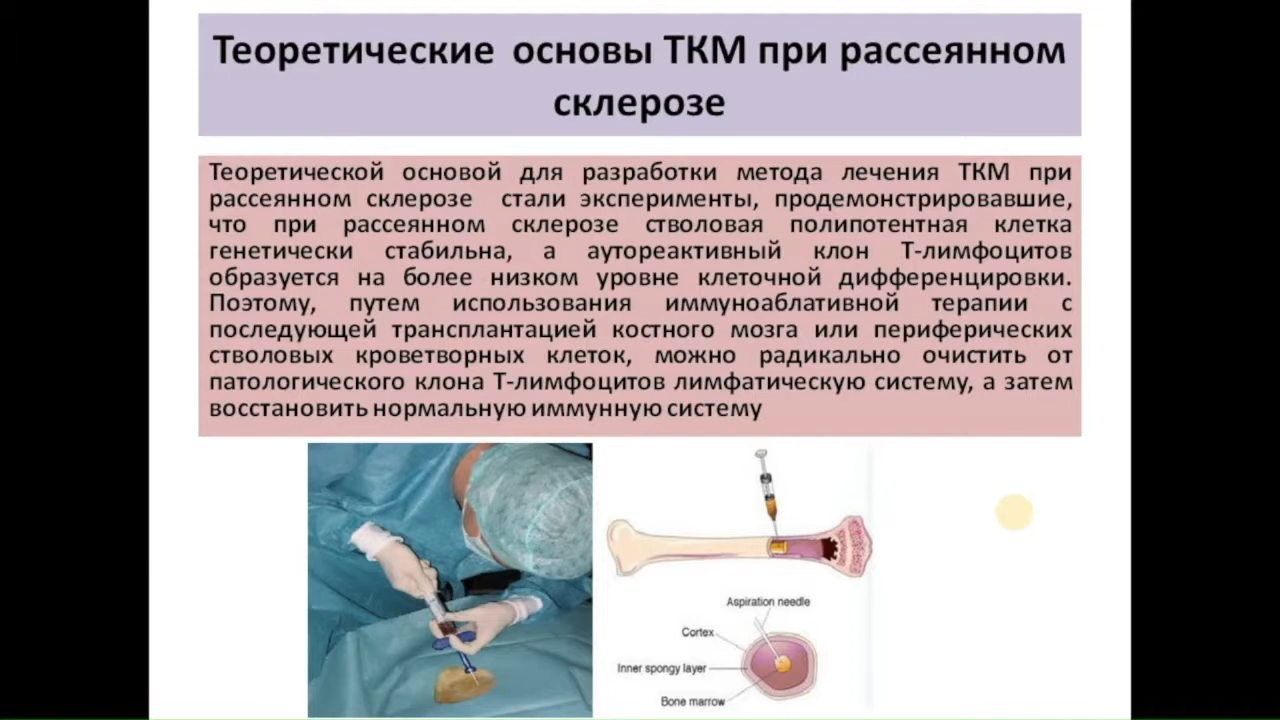 Теоретические основы ТКМ при рассеянном
склерозе
Теоретической основой для разработки метода лечения ТКМ при
рассеянном склерозе стали эксперименты, продемонстрировавшие,
что при рассеянном склерозе стволовая полипотентная клетка
генетически стабильна, а аутореактивный клон Т-лимфоцитов
образуется на более низком уровне клеточной дифференцировки.
Поэтому, путем использования иммуноаблативной терапии с
последующей трансплантацией костного мозга или периферических
стволовых кроветворных клеток, можно радикально очистить от
патологического клона Т-лимфоцитов лимфатическую систему, а затем
восстановить нормальную иммунную систему
Aspiration needle
Cortex
Inner spongy layer
Bone marrow